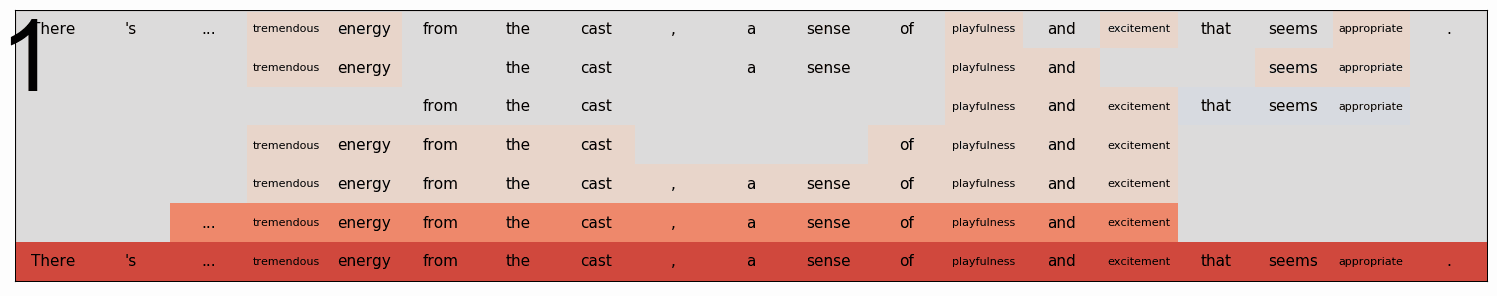 1
There 's ... tremendous energy from the cast , a sense of playfulness and excitement that seems appropriate .
tremendous energy the cast a sense playfulness and seems appropriate
from the cast playfulness and excitement that seems appropriate
tremendous energy from the cast of playfulness and excitement
tremendous energy from the cast , a sense of playfulness and excitement
... tremendous energy from the cast , a sense of playfulness and excitement
There 's ... tremendous energy from the cast , a sense of playfulness and excitement that seems appropriate .